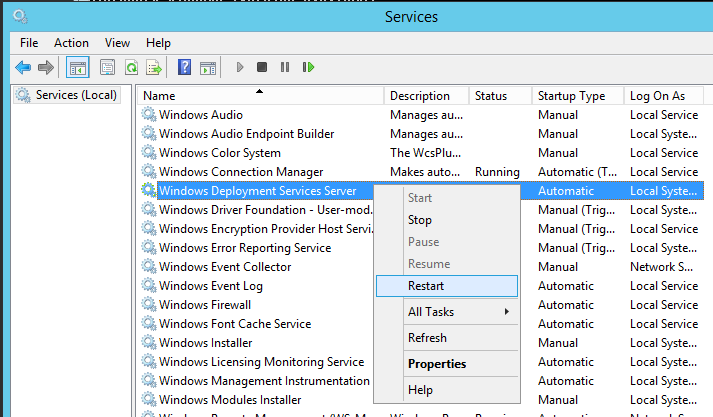 Services
File Action View Help
Services (Local)
Name Description Status Startup Type Log On As
Windows Audio Manages au... Manual Local Service
Windows Audio Endpoint Builder Manages au... Manual Local Syste...
Windows Color System The WcsPlu... Manual Local Service
Windows Connection Manager Makes auto... Running Automatic (T... Local Service
Windows Deployment Services Server Automatic Local Syste...
Windows Driver Foundation - User-mod... Manual (Trig... Local Syste...
Windows Encryption Provider Host Servi... Manual (Trig... Local Service
Windows Error Reporting Service Manual (Trig... Local Syste...
Windows Event Collector Manual Network S...
Windows Event Log Automatic Local Service
Windows Firewall Automatic Local Service
Windows Font Cache Service Automatic Local Service
Windows Installer Manual Local Syste...
Windows Licensing Monitoring Service Automatic Local Syste...
Windows Management Instrumentation Automatic Local Syste...
Windows Modules Installer Manual Local Syste...
Start
Stop
Pause
Resume
Restart
All Tasks
Refresh
Properties
Help